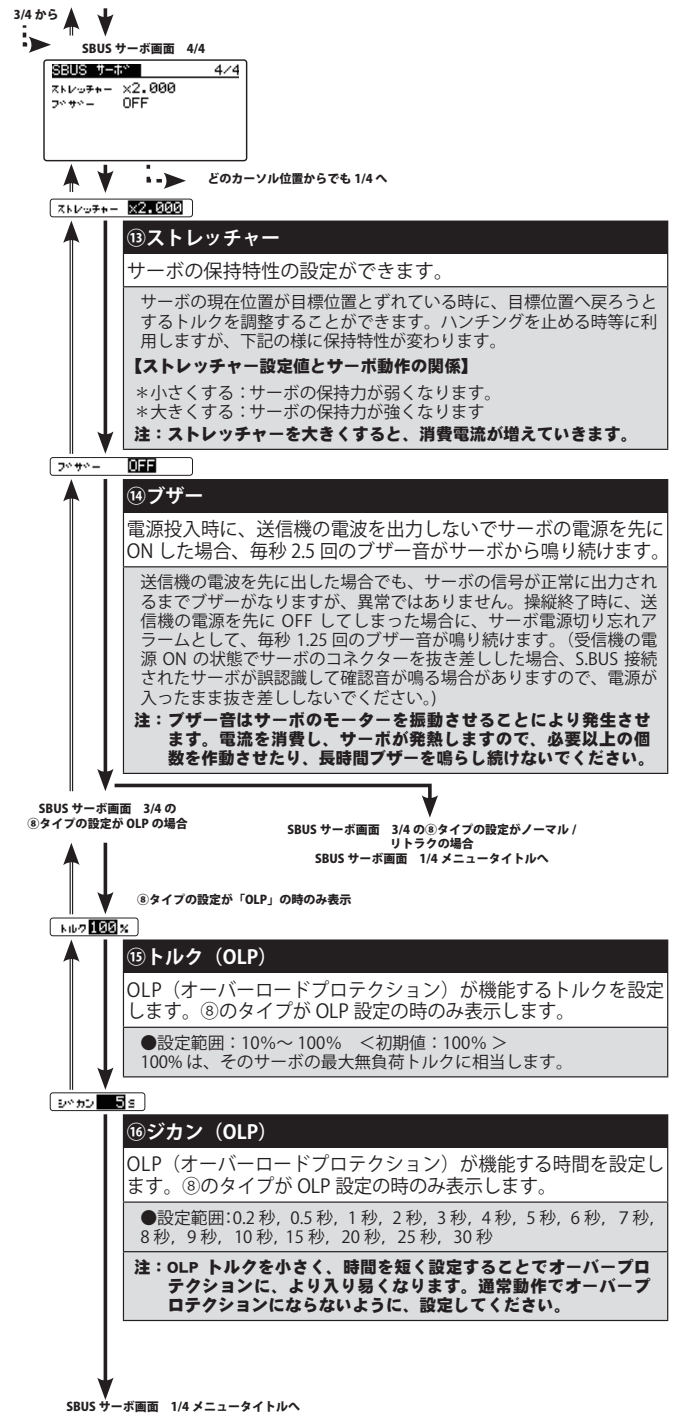 3/4 から
SBUS サーボ画面　4/4
SBUS サーボ 4/4
ストレッチャー ×2.000
ブザー OFF
どのカーソル位置からでも 1/4 へ
ストレッチャー ×2.000
⑬ストレッチャー
サーボの保持特性の設定ができます。
サーボの現在位置が目標位置とずれている時に、目標位置へ戻ろうと
するトルクを調整することができます。ハンチングを止める時等に利
用しますが、下記の様に保持特性が変わります。
【ストレッチャー設定値とサーボ動作の関係】
＊小さくする：サーボの保持力が弱くなります。
＊大きくする：サーボの保持力が強くなります
注：ストレッチャーを大きくすると、消費電流が増えていきます。
ブザー OFF
⑭ブザー
電源投入時に、送信機の電波を出力しないでサーボの電源を先に
ON した場合、毎秒 2.5 回のブザー音がサーボから鳴り続けます。
送信機の電波を先に出した場合でも、サーボの信号が正常に出力され
るまでブザーがなりますが、異常ではありません。操縦終了時に、送
信機の電源を先に OFF してしまった場合に、サーボ電源切り忘れア
ラームとして、毎秒 1.25 回のブザー音が鳴り続けます。（受信機の電
源 ON の状態でサーボのコネクターを抜き差しした場合、S.BUS 接続
されたサーボが誤認識して確認音が鳴る場合がありますので、電源が
入ったまま抜き差ししないでください。)
注：ブザー音はサーボのモーターを振動させることにより発生させ
ます。電流を消費し、サーボが発熱しますので、必要以上の個
数を作動させたり、長時間ブザーを鳴らし続けないでください。
SBUS サーボ画面　3/4 の
⑧タイプの設定が OLP の場合
SBUS サーボ画面　3/4 の⑧タイプの設定がノーマル /
リトラクの場合
SBUS サーボ画面　1/4 メニュータイトルへ
⑧タイプの設定が「OLP」の時のみ表示
トルク 100 %
⑮トルク（OLP）
OLP（オーバーロードプロテクション）が機能するトルクを設定
します。⑧のタイプが OLP 設定の時のみ表示します。
●設定範囲：10%～ 100%　＜初期値：100% ＞
100% は、そのサーボの最大無負荷トルクに相当します。
ジカン 5 s
⑯ジカン（OLP）
OLP（オーバーロードプロテクション）が機能する時間を設定し
ます。⑧のタイプが OLP 設定の時のみ表示します。
●設定範囲:0.2 秒,  0.5 秒,  1 秒,  2 秒,  3 秒,  4 秒,  5 秒,  6 秒,  7 秒,
8 秒,  9 秒,  10 秒, 15 秒,  20 秒,  25 秒,  30 秒
注：OLP トルクを小さく、時間を短く設定することでオーバープロ
テクションに、より入り易くなります。通常動作でオーバープ
ロテクションにならないように、設定してください。
SBUS サーボ画面　1/4 メニュータイトルへ